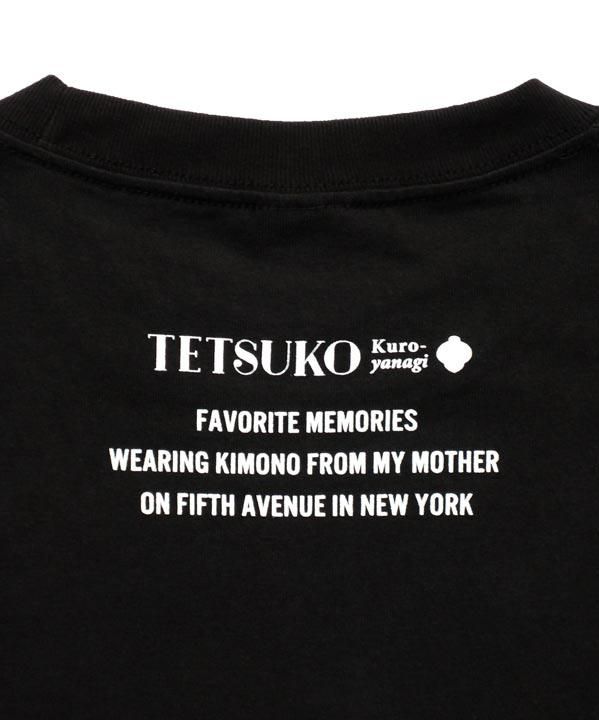 TETSUKO Kuro-
yanagi
FAVORITE MEMORIES
WEARING KIMONO FROM MY MOTHER
ON FIFTH AVENUE IN NEW YORK